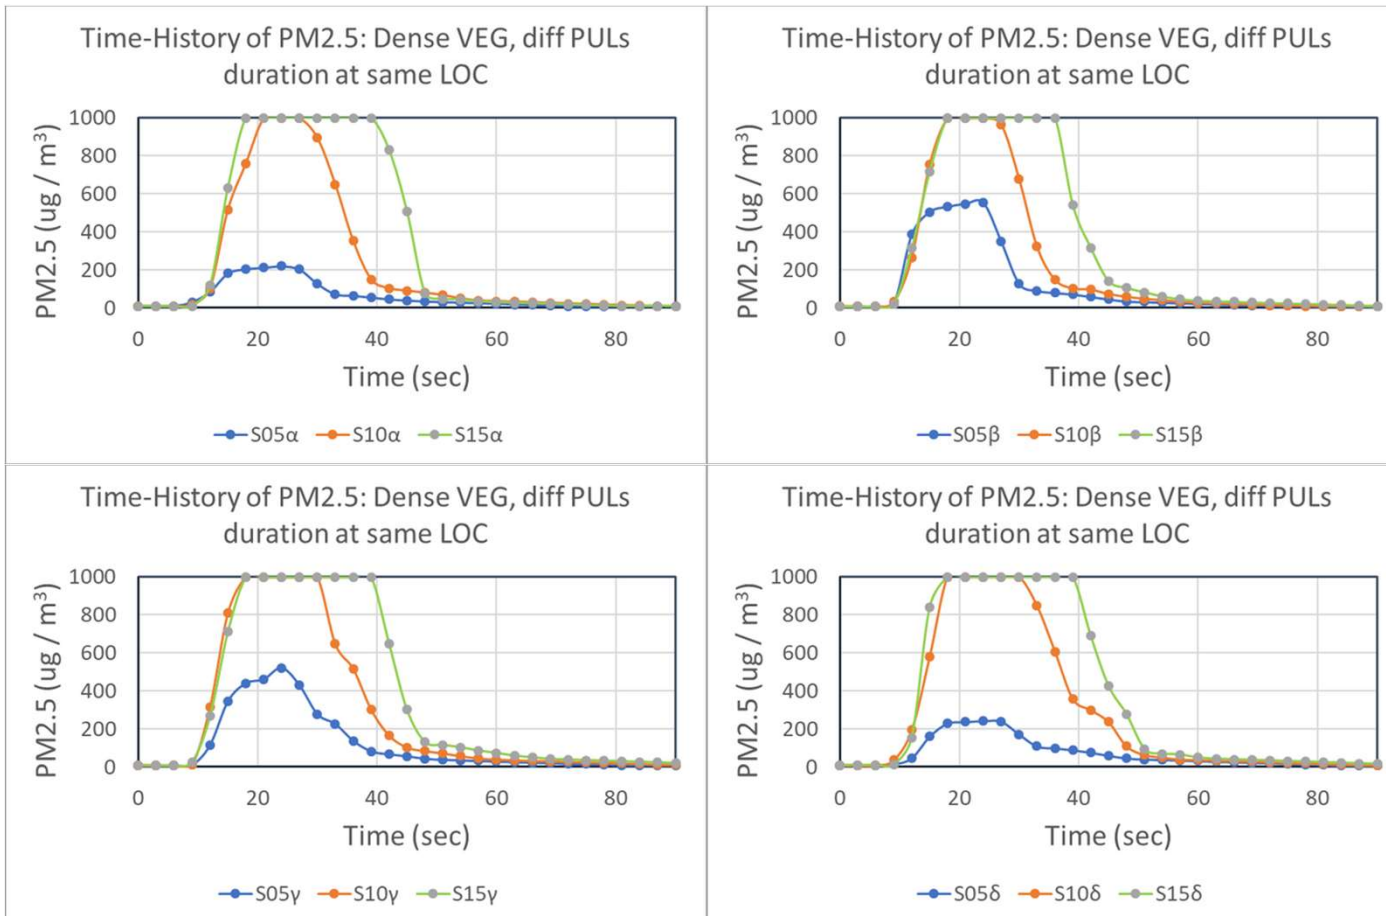 Time-History of PM2.5: Dense VEG, diff PULs
duration at same LOC
PM2.5 (ug / m³)
1000
800
600
400
200
0
0 20 40 60 80
Time (sec)
S05α S10α S15α
Time-History of PM2.5: Dense VEG, diff PULs
duration at same LOC
PM2.5 (ug / m³)
1000
800
600
400
200
0
0 20 40 60 80
Time (sec)
S05β S10β S15β
Time-History of PM2.5: Dense VEG, diff PULs
duration at same LOC
PM2.5 (ug / m³)
1000
800
600
400
200
0
0 20 40 60 80
Time (sec)
S05γ S10γ S15γ
Time-History of PM2.5: Dense VEG, diff PULs
duration at same LOC
PM2.5 (ug / m³)
1000
800
600
400
200
0
0 20 40 60 80
Time (sec)
S05δ S10δ S15δ